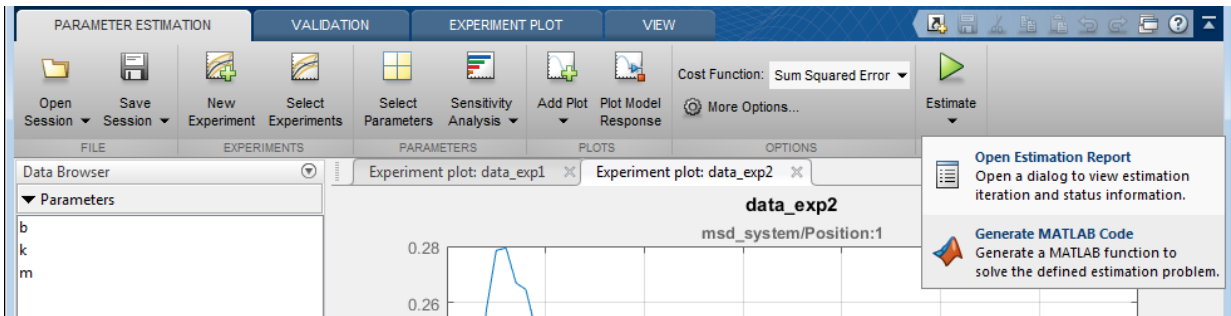 PARAMETER ESTIMATION
VALIDATION
EXPERIMENT PLOT
VIEW
Open
Session
Save
Session
New
Experiment
Select
Experiments
Select
Parameters
Sensitivity
Analysis
Add Plot
Plot Model
Response
Cost Function: Sum Squared Error
More Options...
Estimate
FILE
EXPERIMENTS
PARAMETERS
PLOTS
OPTIONS
Open Estimation Report
Open a dialog to view estimation
iteration and status information.
Generate MATLAB Code
Generate a MATLAB function to
solve the defined estimation problem.
Data Browser
Parameters
b
k
m
Experiment plot: data_exp1
Experiment plot: data_exp2
data_exp2
msd_system/Position:1
0.28
0.26